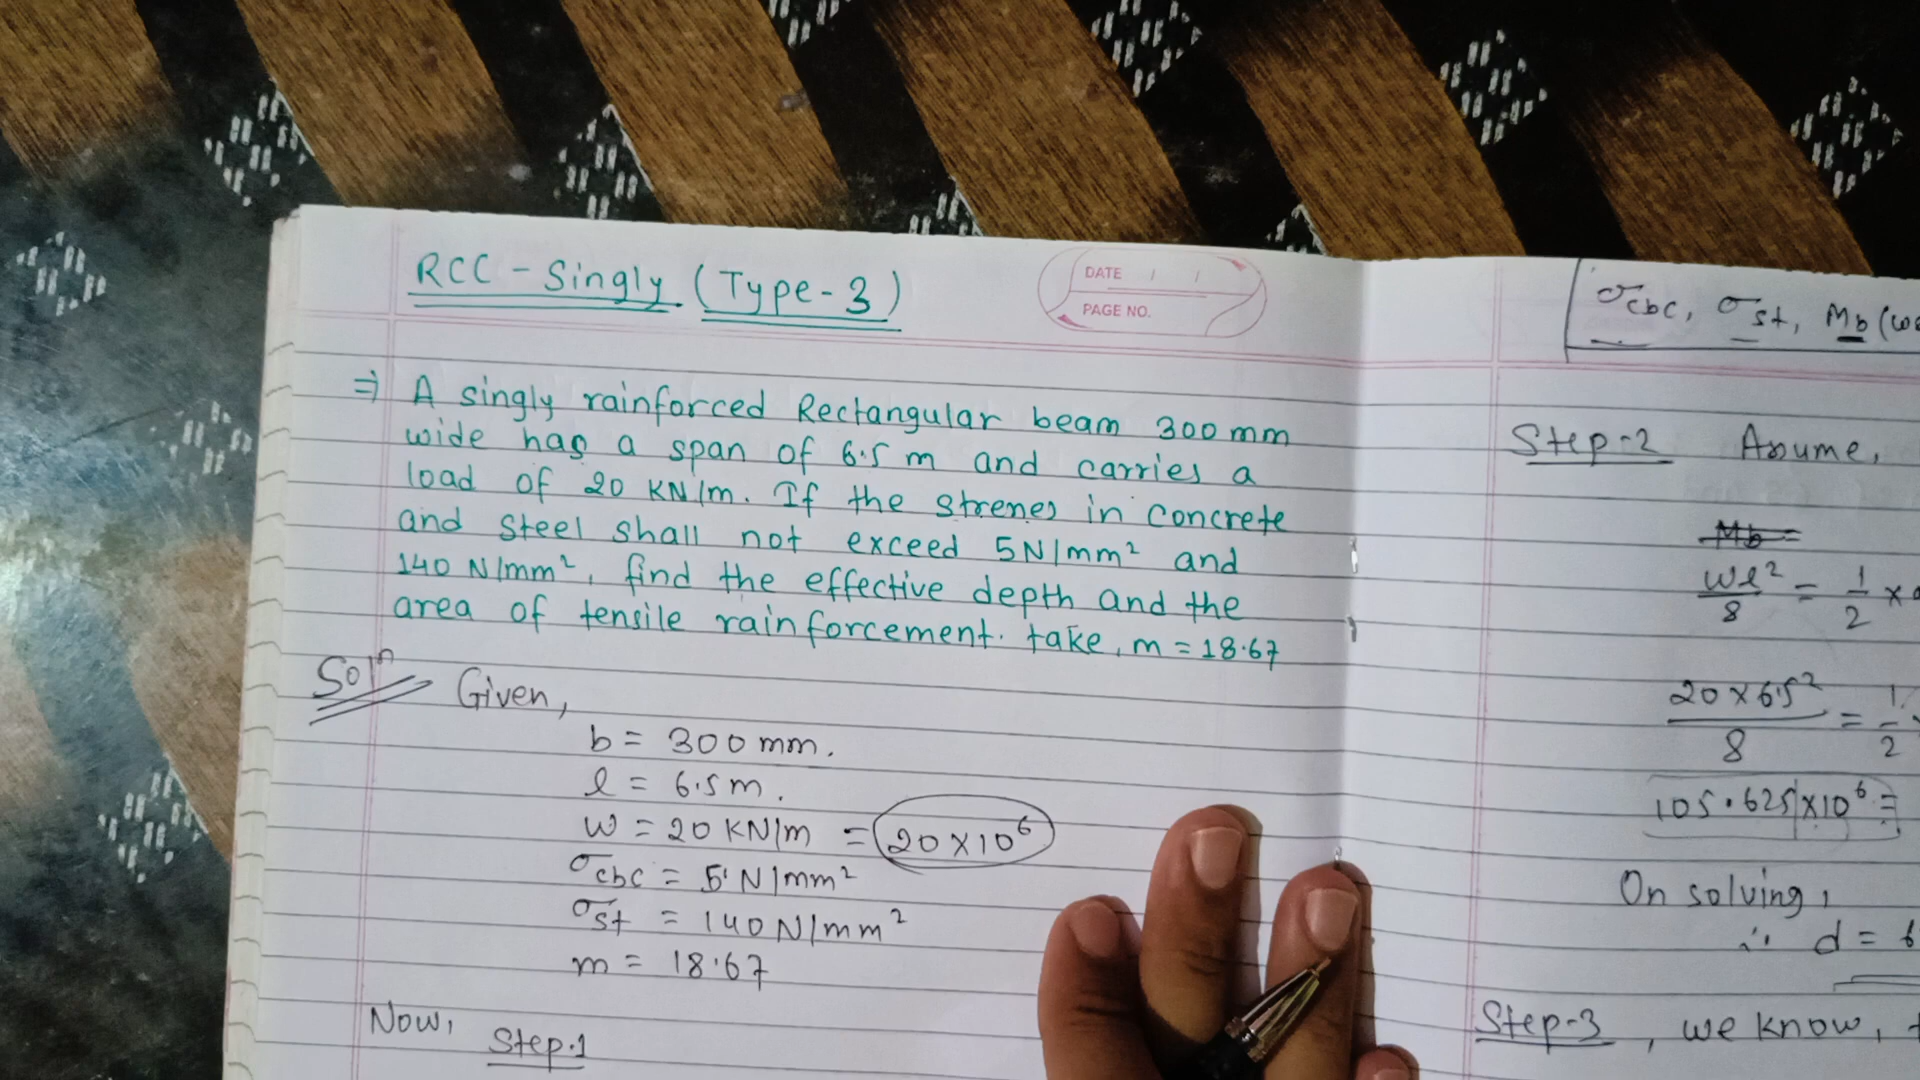 RCC - Singly (Type-3)
DATE / /
PAGE NO.
⇒ A singly rainforced Rectangular beam 300 mm
wide has a span of 6.5 m and carries a
load of 20 KN/m. If the stresses in concrete
and steel shall not exceed 5N/mm² and
140 N/mm², find the effective depth and the
area of tensile rainforcement. take, m = 18.67
Solⁿ Given,
b = 300 mm.
l = 6.5 m.
w = 20 KN/m = 20×10⁶
σcbc = 5 N/mm²
σst = 140 N/mm²
m = 18.67
Now,
Step-1
σcbc, σst, Mb (
Step-2 Assume,
Mb =
wl²/8 = 1/2 ×
20×6.5²/8 = 1/2
105.625×10⁶ =
On solving,
∴ d = 6
Step-3, we know,